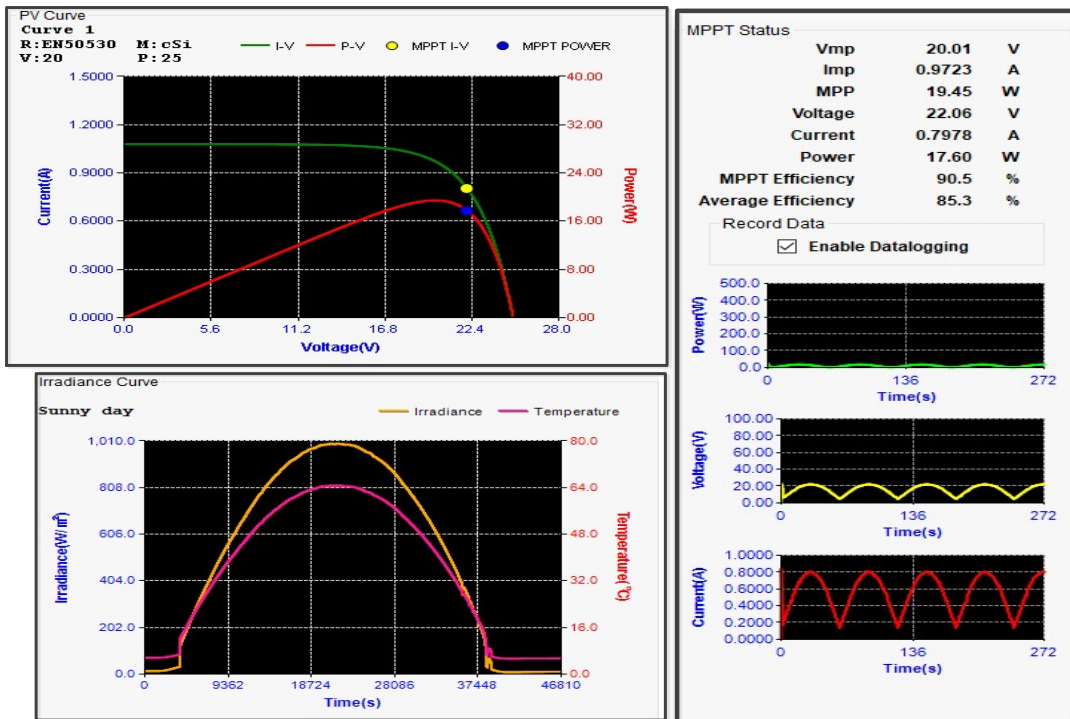 PV Curve
Curve 1
R:EN50530 M:cSi
V:20 P:25
I-V P-V MPPT I-V MPPT POWER
1.5000 40.00
1.2000 32.00
0.9000 24.00
0.6000 16.00
0.3000 8.00
0.0000 0.00
Current(A)
Power(W)
0.0 5.6 11.2 16.8 22.4 28.0
Voltage(V)
Irradiance Curve
Sunny day
Irradiance Temperature
1,010.0 80.0
808.0 64.0
606.0 48.0
404.0 32.0
202.0 16.0
0.0 0.0
Irradiance(W/㎡)
Temperature(℃)
0 9362 18724 28086 37448 46810
Time(s)
MPPT Status
Vmp 20.01 V
Imp 0.9723 A
MPP 19.45 W
Voltage 22.06 V
Current 0.7978 A
Power 17.60 W
MPPT Efficiency 90.5 %
Average Efficiency 85.3 %
Record Data
Enable Datalogging
500.0
400.0
300.0
200.0
100.0
0.0
Power(W)
0 136 272
Time(s)
100.00
80.00
60.00
40.00
20.00
0.00
Voltage(V)
0 136 272
Time(s)
1.0000
0.8000
0.6000
0.4000
0.2000
0.0000
Current(A)
0 136 272
Time(s)